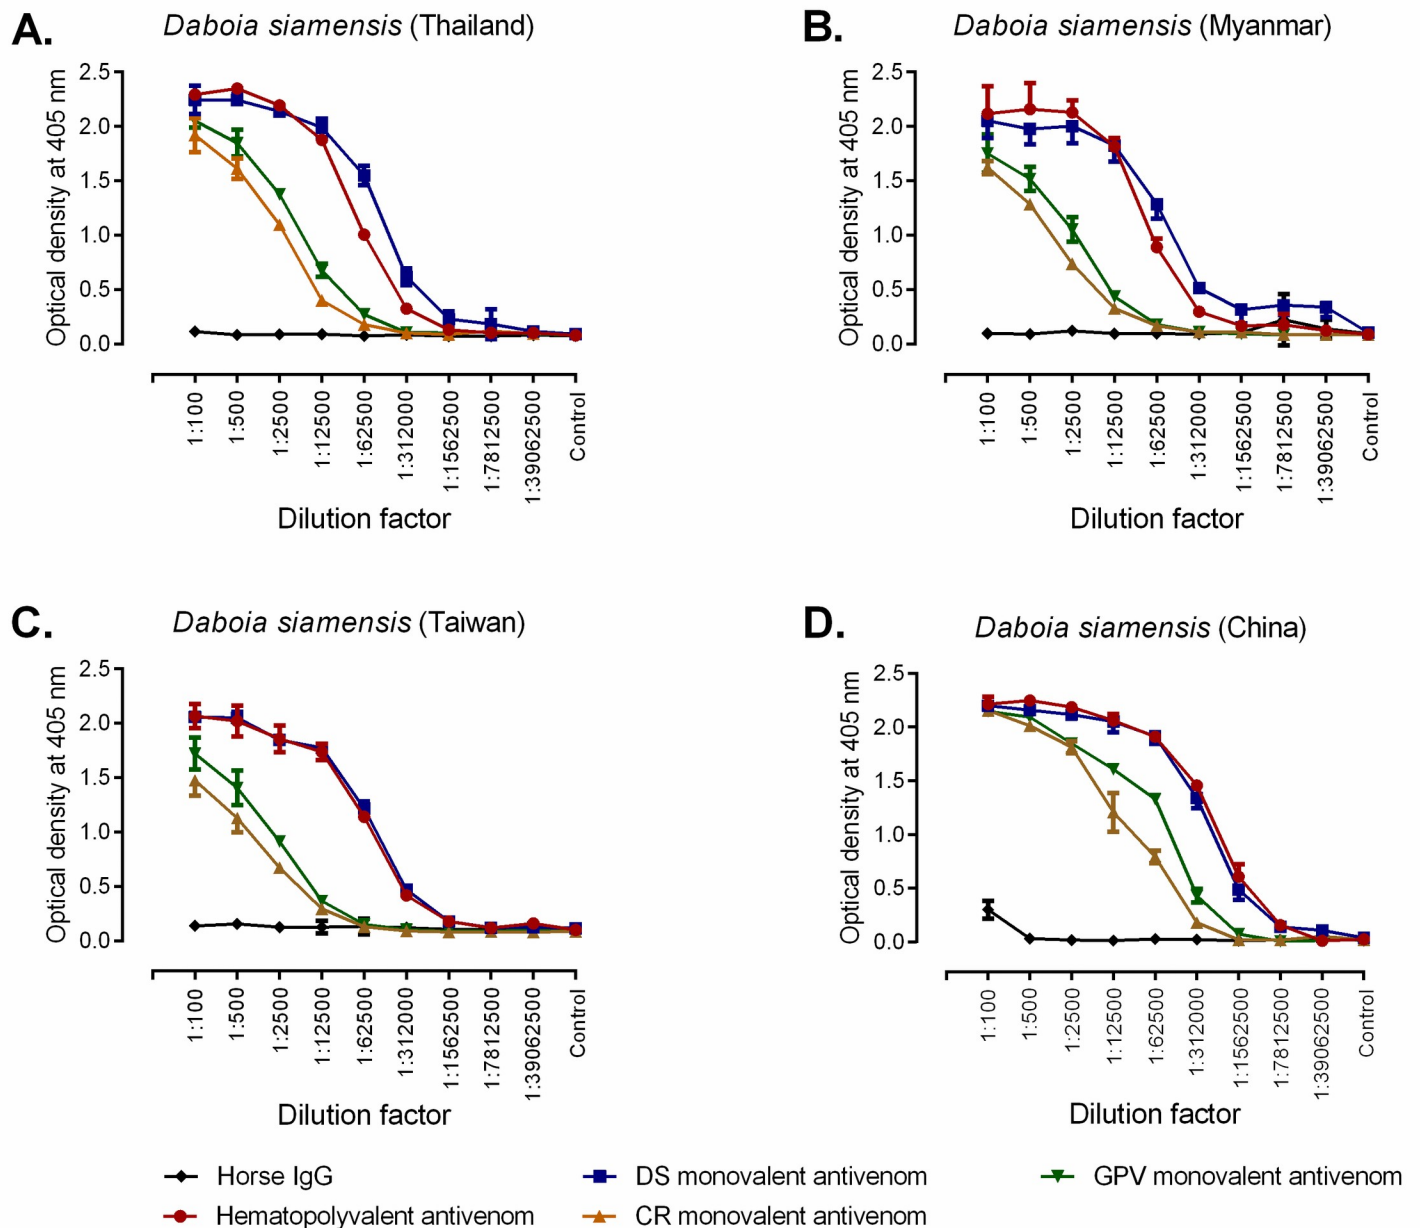 A.
Daboia siamensis (Thailand)
Optical density at 405 nm
2.5
2.0
1.5
1.0
0.5
0.0
1:100
1:500
1:2500
1:12500
1:62500
1:312000
1:1562500
1:7812500
1:39062500
Control
Dilution factor
B.
Daboia siamensis (Myanmar)
Optical density at 405 nm
2.5
2.0
1.5
1.0
0.5
0.0
1:100
1:500
1:2500
1:12500
1:62500
1:312000
1:1562500
1:7812500
1:39062500
Control
Dilution factor
C.
Daboia siamensis (Taiwan)
Optical density at 405 nm
2.5
2.0
1.5
1.0
0.5
0.0
1:100
1:500
1:2500
1:12500
1:62500
1:312000
1:1562500
1:7812500
1:39062500
Control
Dilution factor
D.
Daboia siamensis (China)
Optical density at 405 nm
2.5
2.0
1.5
1.0
0.5
0.0
1:100
1:500
1:2500
1:12500
1:62500
1:312000
1:1562500
1:7812500
1:39062500
Control
Dilution factor
Horse IgG
DS monovalent antivenom
GPV monovalent antivenom
Hematopolyvalent antivenom
CR monovalent antivenom